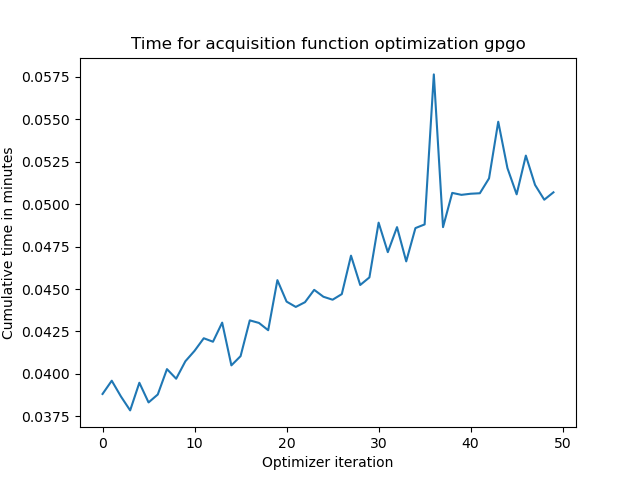 Time for acquisition function optimization gpgo
0.0575
0.0550
0.0525
0.0500
0.0475
0.0450
0.0425
0.0400
0.0375
Cumulative time in minutes
0 10 20 30 40 50
Optimizer iteration